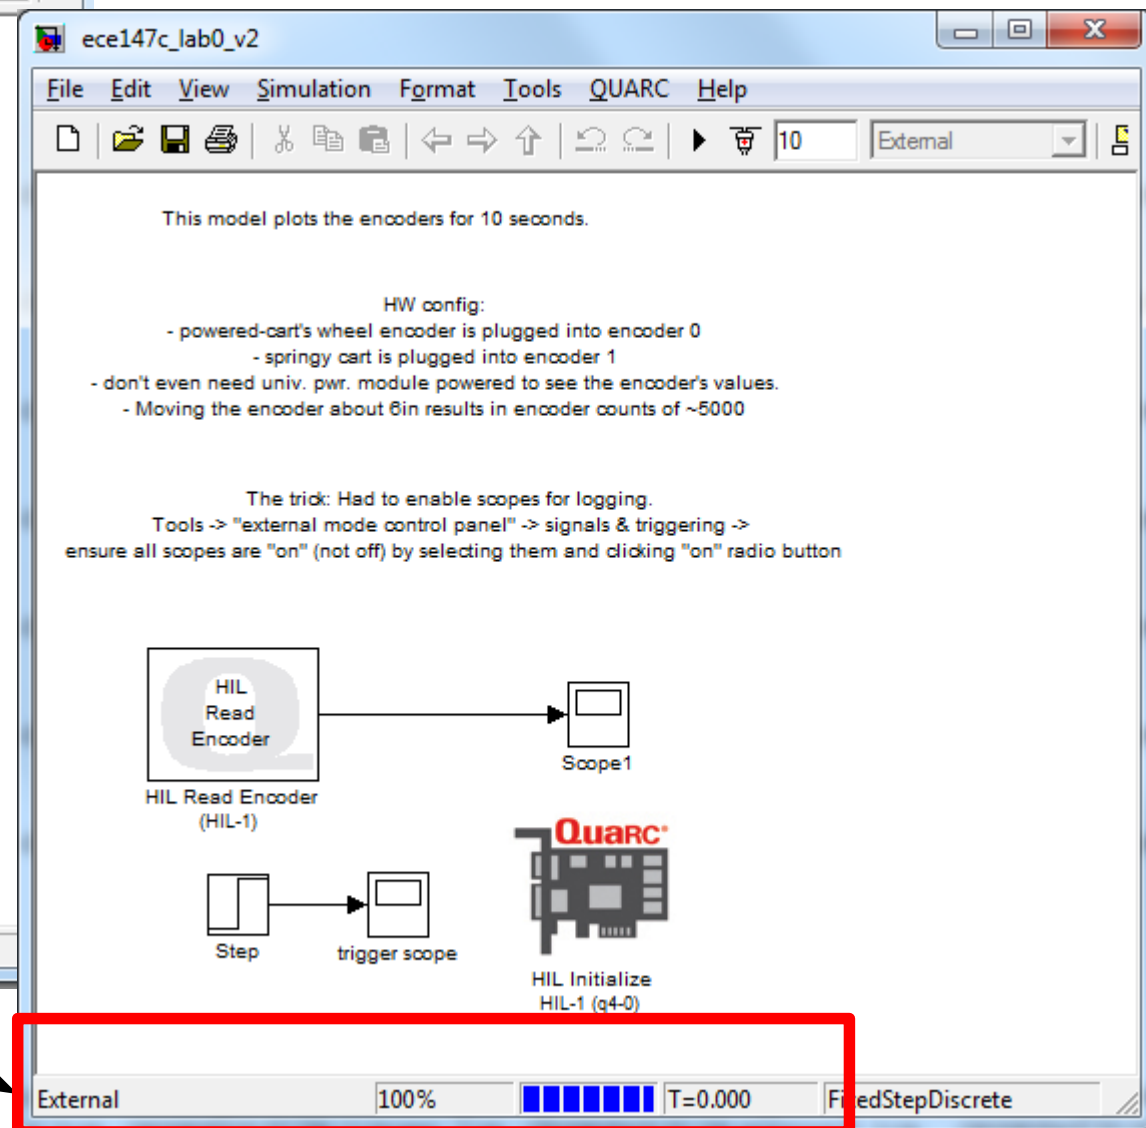 ece147c_lab0_v2
File Edit View Simulation Format Tools QUARC Help
10 External
This model plots the encoders for 10 seconds.
HW config:
- powered-cart's wheel encoder is plugged into encoder 0
- springy cart is plugged into encoder 1
- don't even need univ. pwr. module powered to see the encoder's values.
- Moving the encoder about 6in results in encoder counts of ~5000
The trick: Had to enable scopes for logging.
Tools -> "external mode control panel" -> signals & triggering ->
ensure all scopes are "on" (not off) by selecting them and clicking "on" radio button
HIL
Read
Encoder
Scope1
HIL Read Encoder
(HIL-1)
QUARC
Step
trigger scope
HIL Initialize
HIL-1 (q4-0)
External 100% T=0.000 FixedStepDiscrete